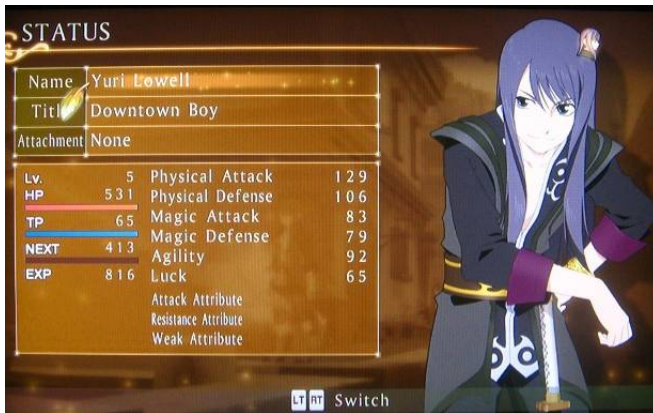 STATUS
Name Yuri Lowell
Title Downtown Boy
Attachment None
Lv. 5 Physical Attack 129
HP 531 Physical Defense 106
TP 65 Magic Attack 83
Magic Defense 79
NEXT 413 Agility 92
EXP 816 Luck 65
Attack Attribute
Resistance Attribute
Weak Attribute
LT RT Switch